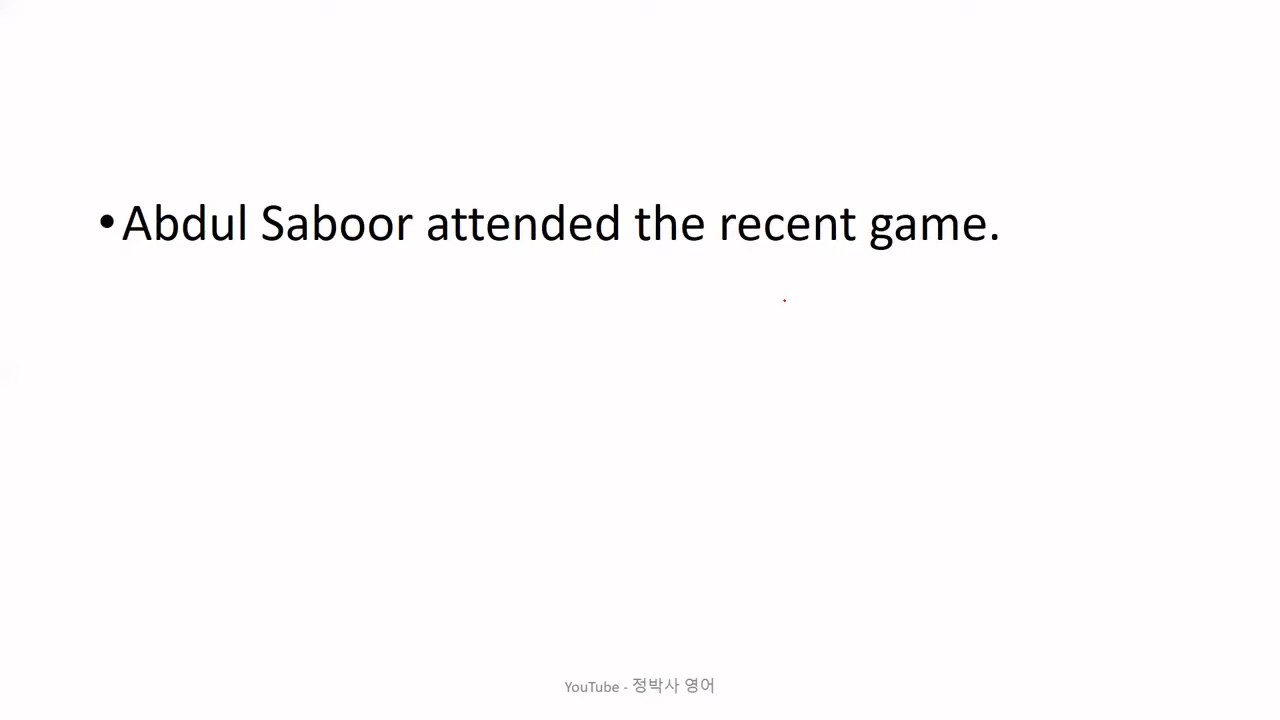 •Abdul Saboor attended the recent game.
YouTube - 정박사 영어